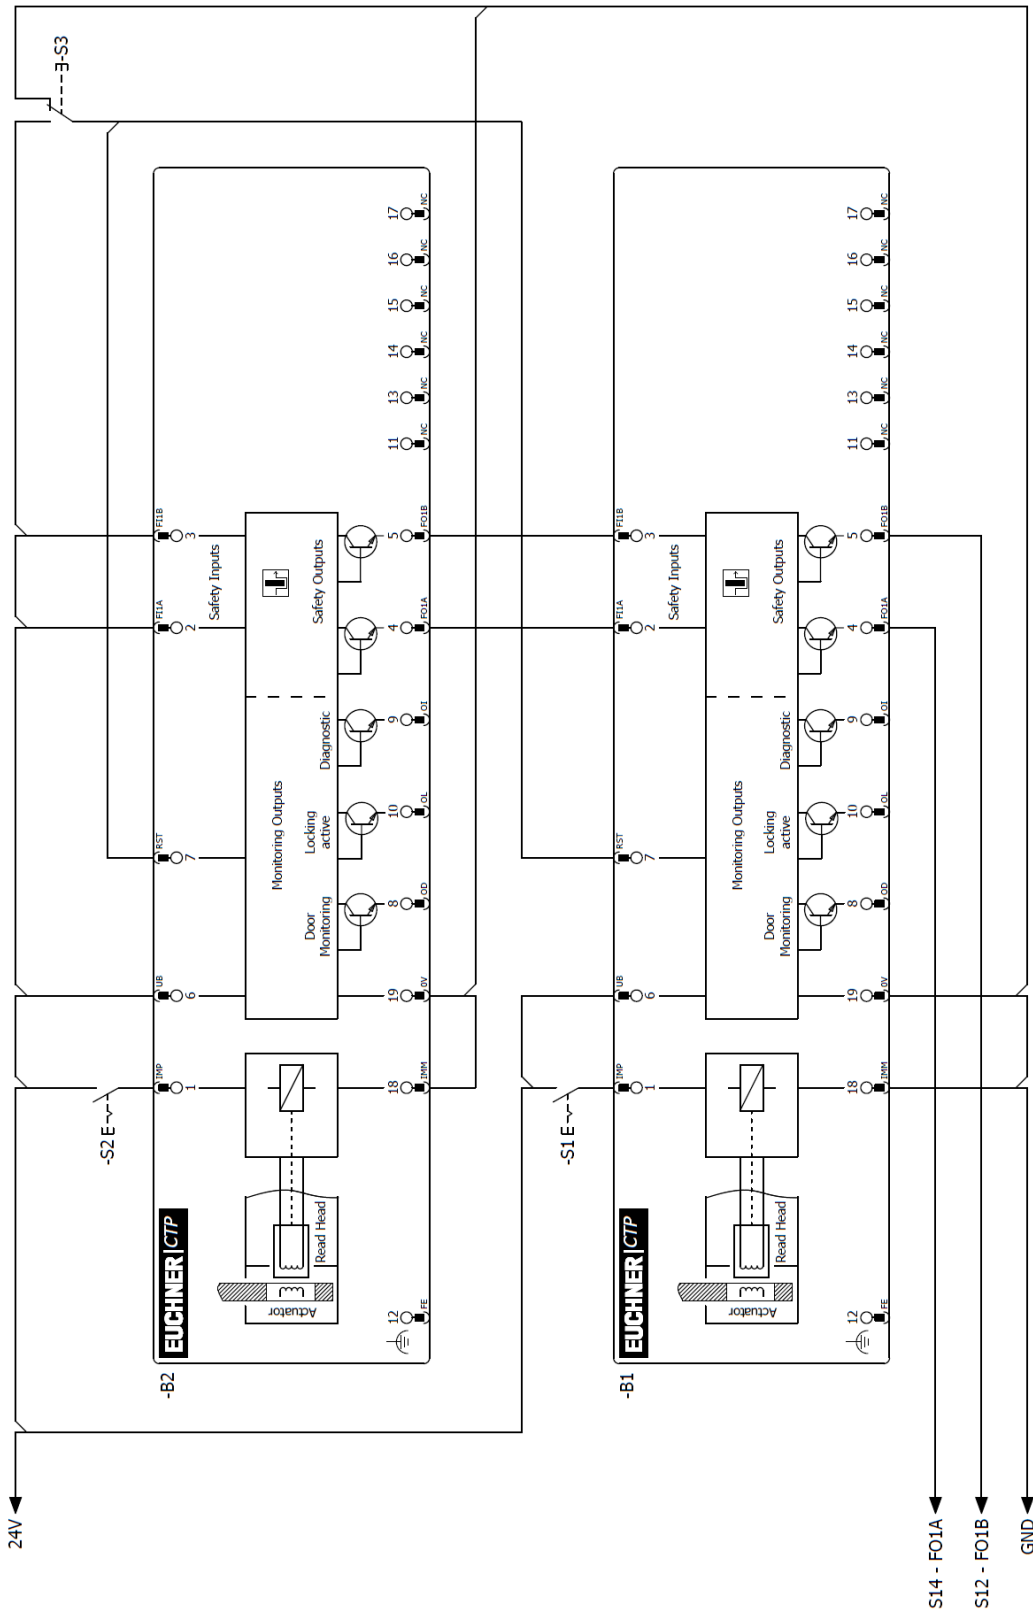 24V
S14 - FO1A
S12 - FO1B
GND
-B2
EUCHNER|CTP
-S2
IMP
1
UB
6
RST
7
FI1A
2
FI1B
3
Safety Inputs
Actuator
Read Head
Monitoring Outputs
Door
Monitoring
Locking
active
Diagnostic
Safety Outputs
12
FE
18
IMM
19
0V
8
OD
10
OL
9
OI
4
FO1A
5
FO1B
11
NC
13
NC
14
NC
15
NC
16
NC
17
NC
-S3
-B1
EUCHNER|CTP
-S1
IMP
1
UB
6
RST
7
FI1A
2
FI1B
3
Safety Inputs
Actuator
Read Head
Monitoring Outputs
Door
Monitoring
Locking
active
Diagnostic
Safety Outputs
12
FE
18
IMM
19
0V
8
OD
10
OL
9
OI
4
FO1A
5
FO1B
11
NC
13
NC
14
NC
15
NC
16
NC
17
NC